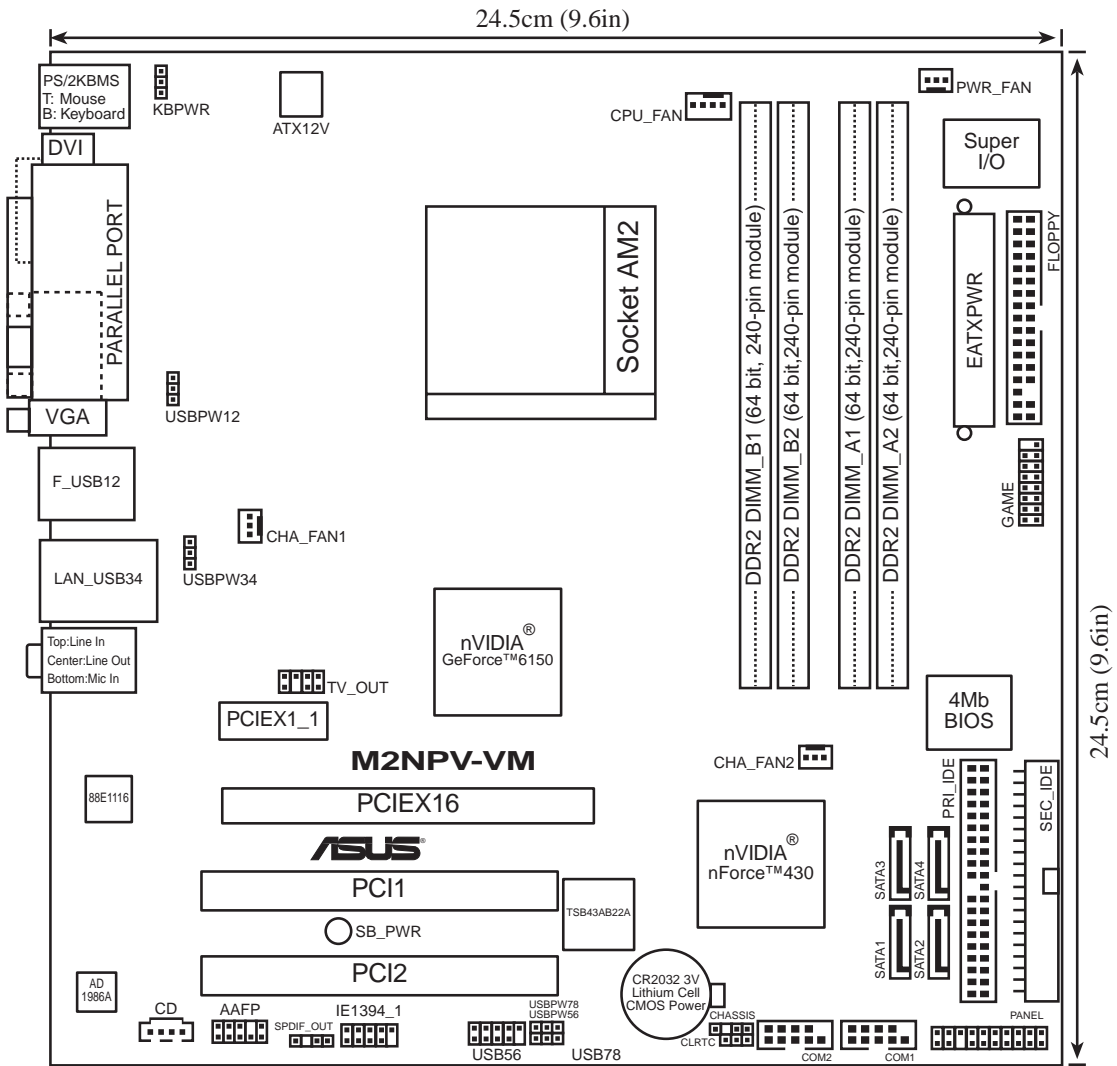 24.5cm (9.6in)
PS/2KBMS
T: Mouse
B: Keyboard
KBPWR
ATX12V
CPU_FAN
PWR_FAN
DVI
Super
I/O
PARALLEL PORT
Socket AM2
DDR2 DIMM_B1 (64 bit, 240-pin module)
DDR2 DIMM_B2 (64 bit,240-pin module)
DDR2 DIMM_A1 (64 bit,240-pin module)
DDR2 DIMM_A2 (64 bit,240-pin module)
EATXPWR
FLOPPY
USBPW12
VGA
F_USB12
GAME
CHA_FAN1
LAN_USB34
USBPW34
24.5cm (9.6in)
Top:Line In
Center:Line Out
Bottom:Mic In
nVIDIA®
GeForce™6150
TV_OUT
PCIEX1_1
4Mb
BIOS
M2NPV-VM
CHA_FAN2
88E1116
PCIEX16
PRI_IDE
SEC_IDE
ASUS®
nVIDIA®
nForce™430
SATA3
SATA4
PCI1
TSB43AB22A
SB_PWR
SATA1
SATA2
PCI2
AD
1986A
CR2032 3V
Lithium Cell
CMOS Power
CD
AAFP
SPDIF_OUT
IE1394_1
USBPW78
USBPW56
USB56
USB78
CHASSIS
CLRTC
COM2
COM1
PANEL